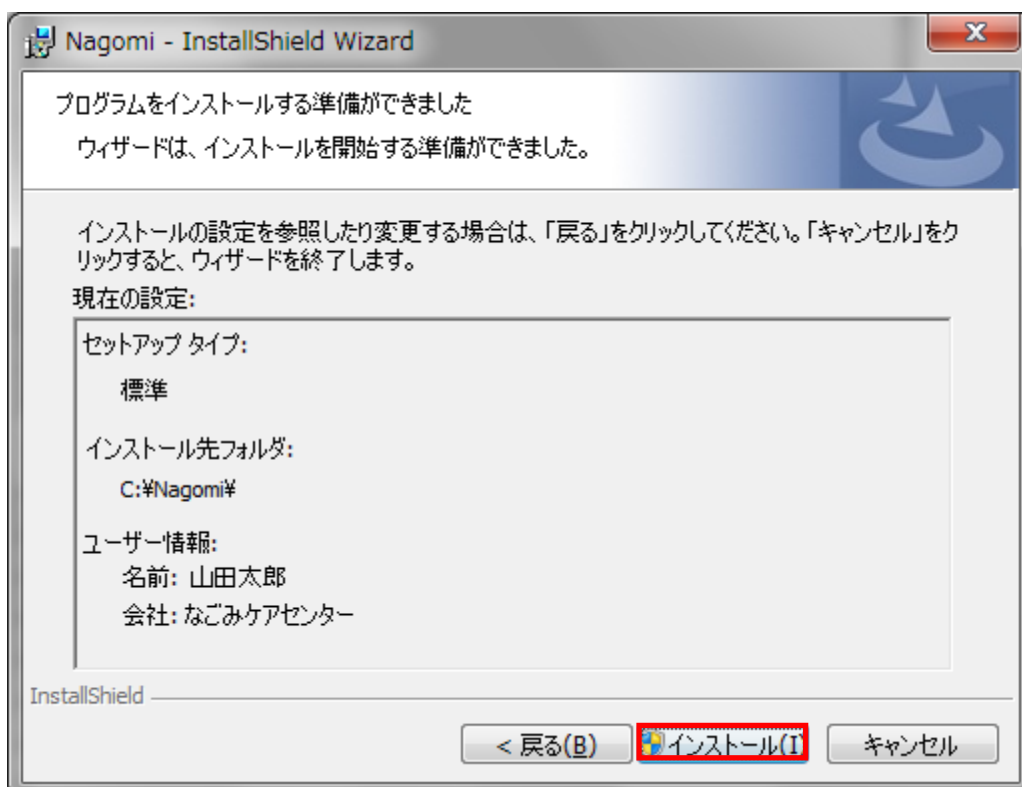 Nagomi - InstallShield Wizard
プログラムをインストールする準備ができました
ウィザードは、インストールを開始する準備ができました。
インストールの設定を参照したり変更する場合は、「戻る」をクリックしてください。「キャンセル」をク
リックすると、ウィザードを終了します。
現在の設定:
セットアップ タイプ:
標準
インストール先フォルダ:
C:¥Nagomi¥
ユーザー情報:
名前: 山田太郎
会社: なごみケアセンター
InstallShield
< 戻る(B) インストール(I) キャンセル